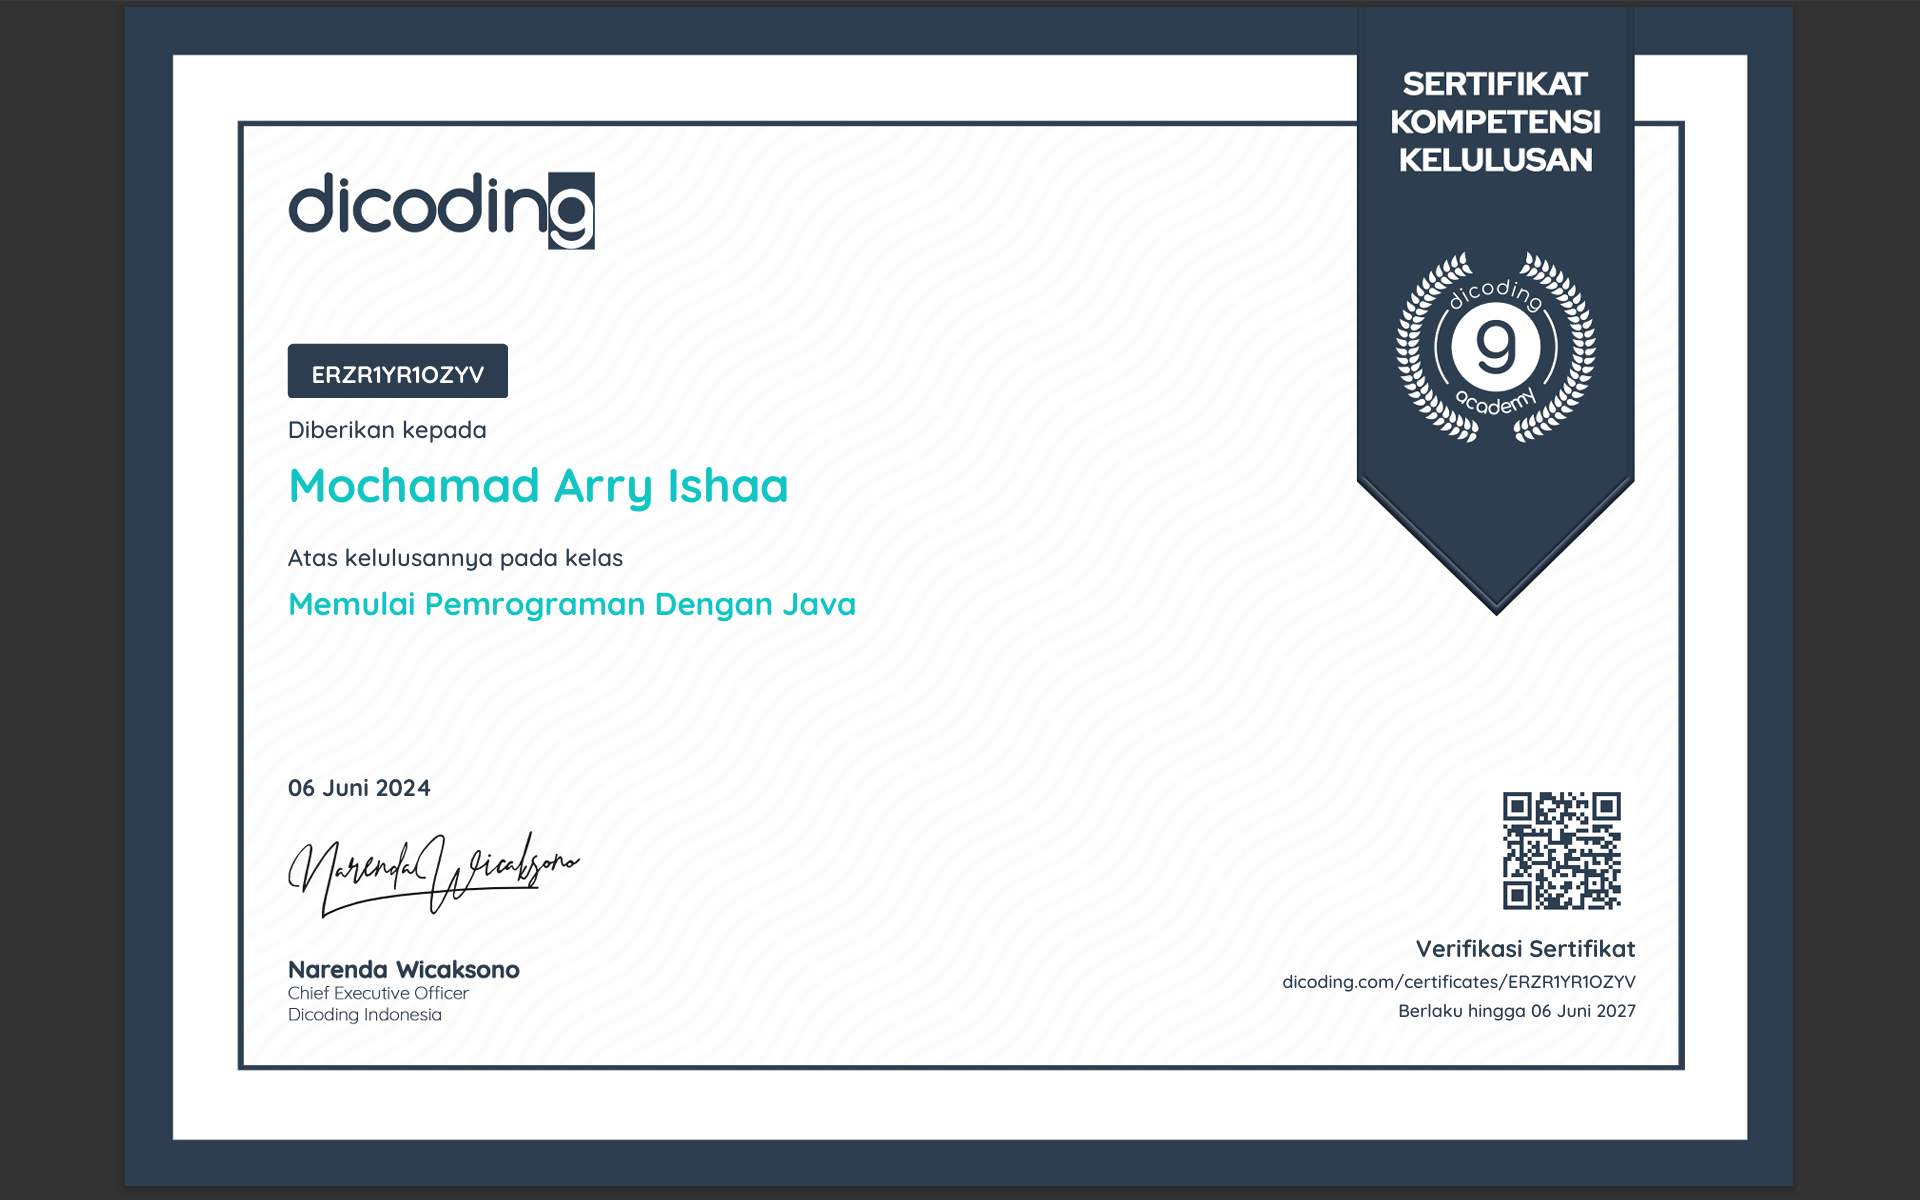 SERTIFIKAT
KOMPETENSI
KELULUSAN
dicoding
dicoding
g
academy
ERZR1YR1OZYV
Diberikan kepada
Mochamad Arry Ishaa
Atas kelulusannya pada kelas
Memulai Pemrograman Dengan Java
06 Juni 2024
Narenda Wicaksono
Narenda Wicaksono
Chief Executive Officer
Dicoding Indonesia
Verifikasi Sertifikat
dicoding.com/certificates/ERZR1YR1OZYV
Berlaku hingga 06 Juni 2027